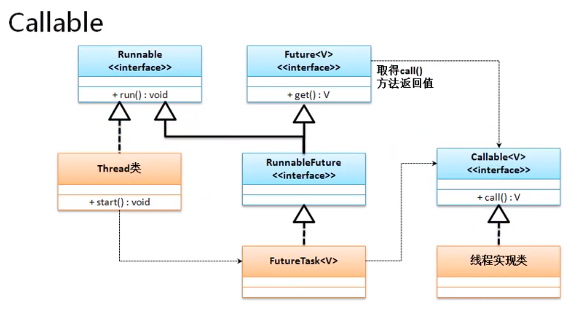 Callable
Runnable
<<interface>>
+ run() : void
Future<V>
<<interface>>
+ get() : V
取得call()
方法返回值
Thread类
+ start() : void
RunnableFuture
<<interface>>
Callable<V>
<<interface>>
+ call() : V
FutureTask<V>
线程实现类